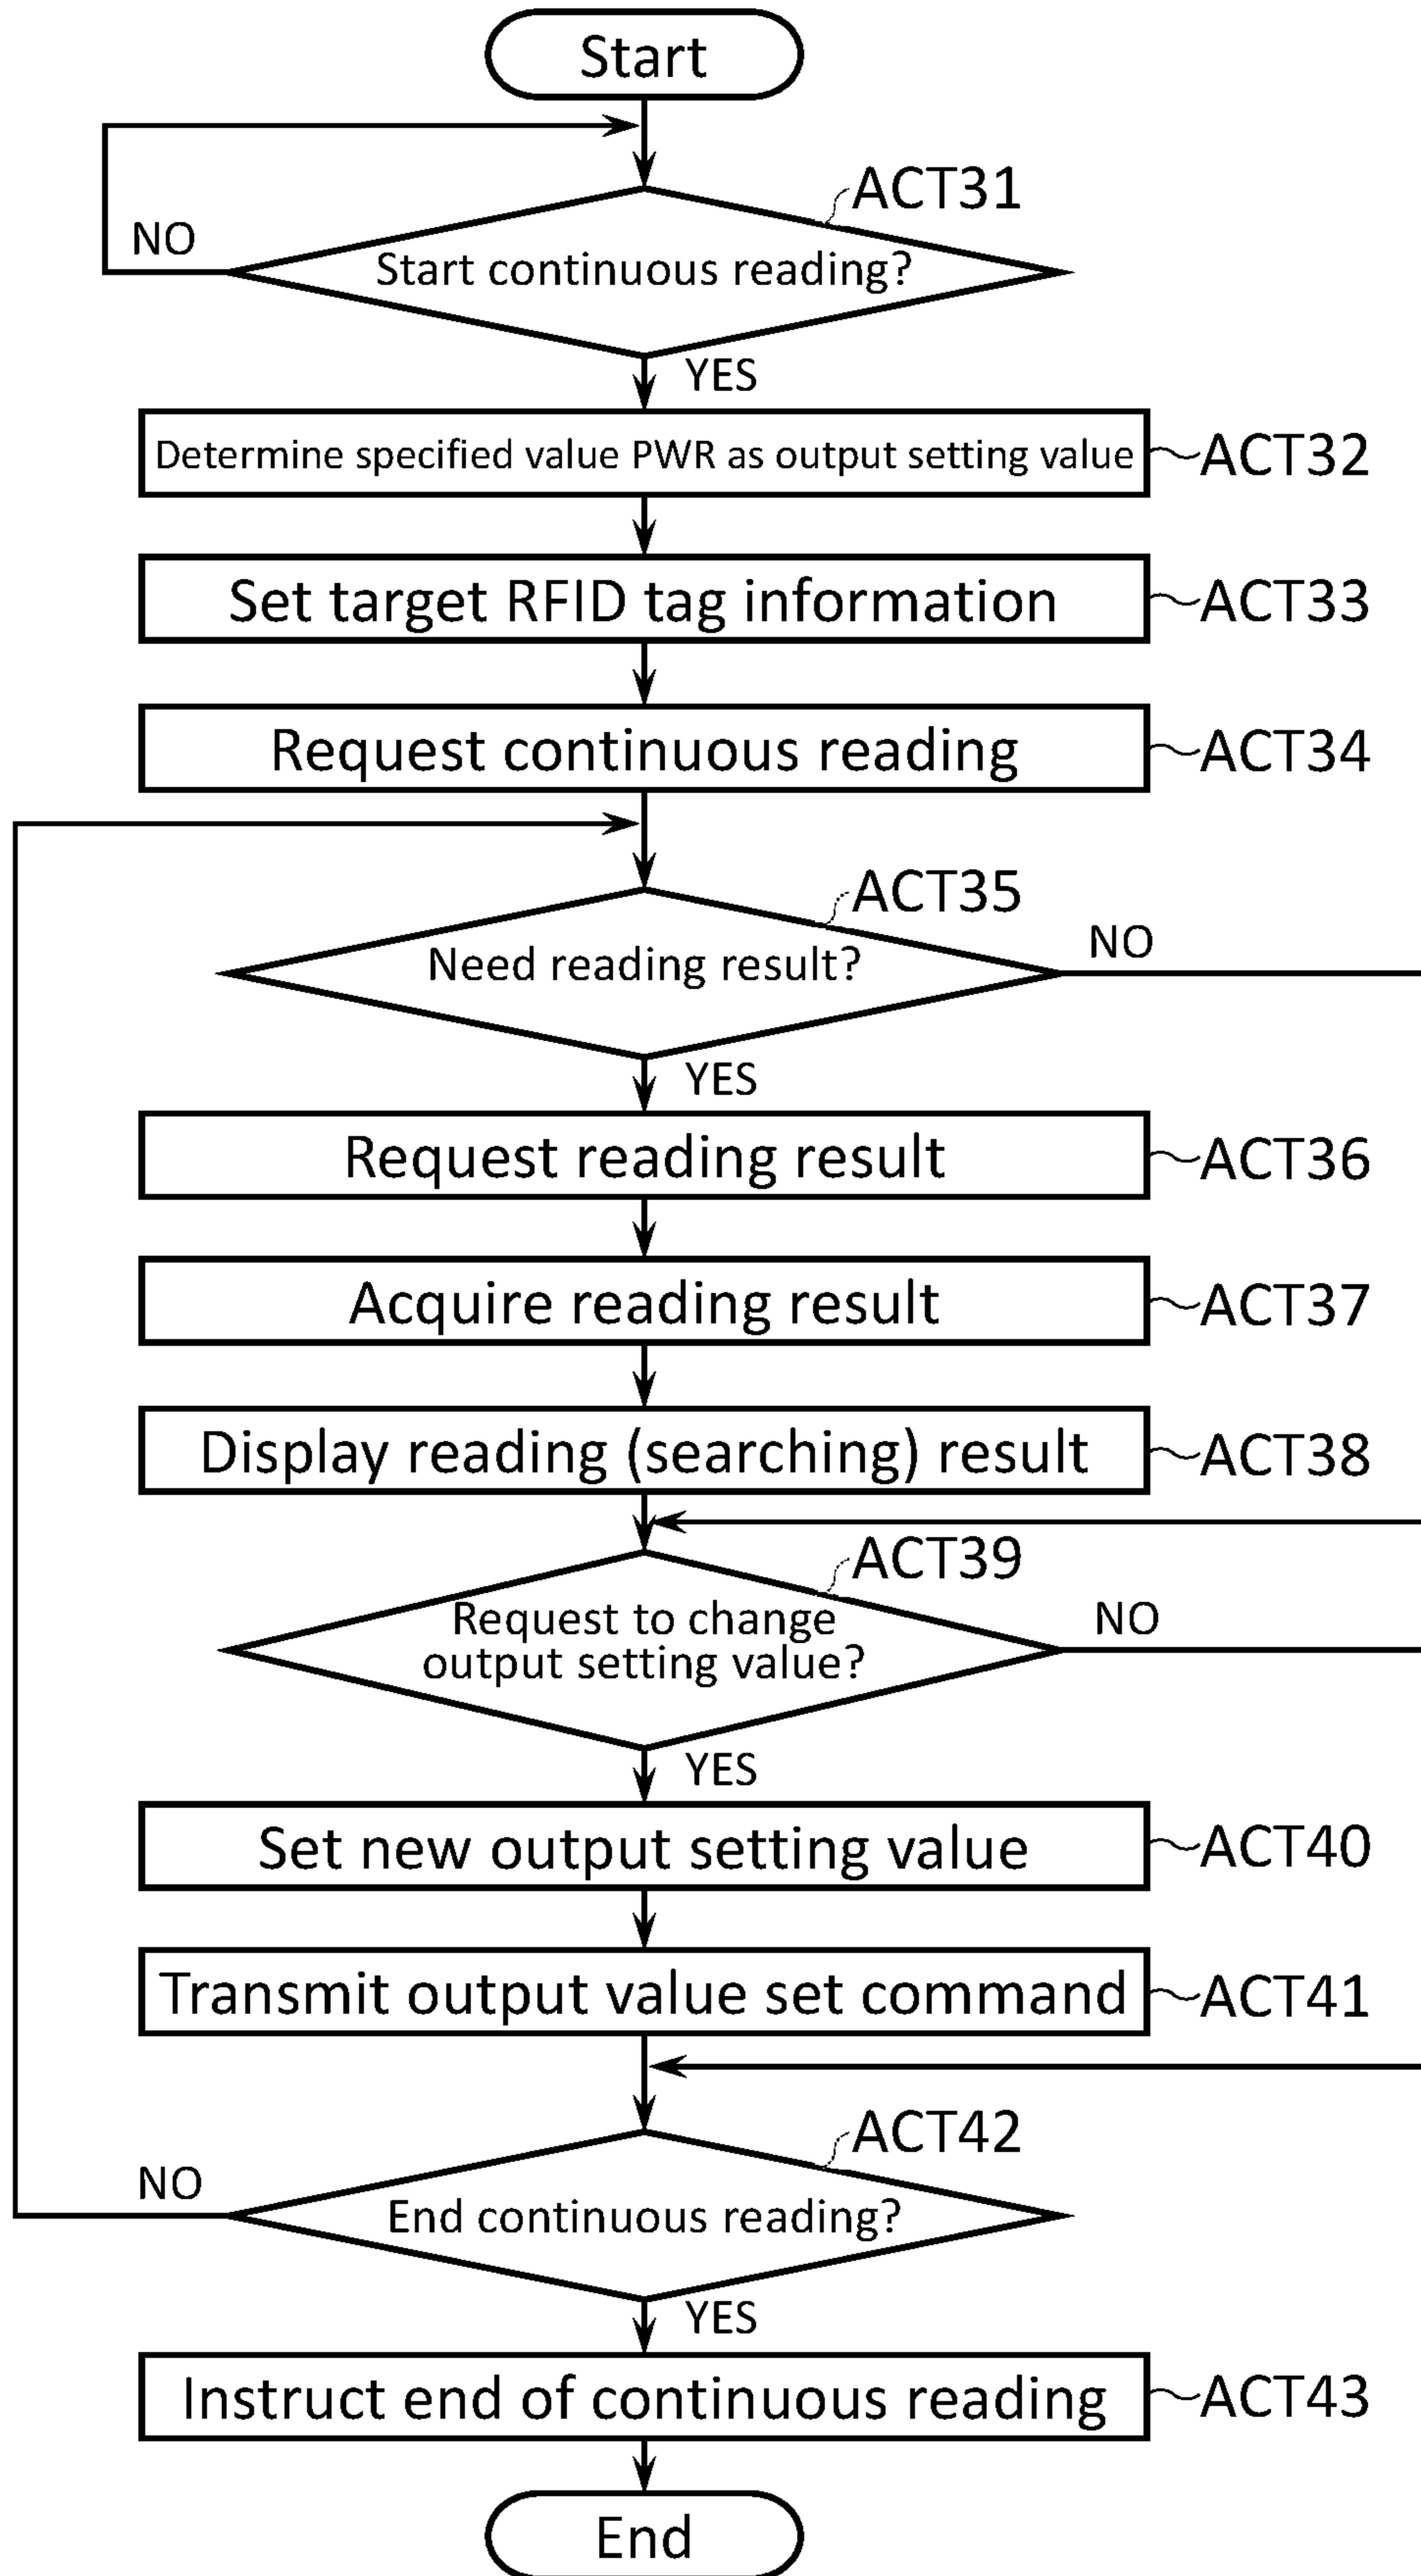 Start
ACT31
NO
Start continuous reading?
YES
Determine specified value PWR as output setting value
ACT32
Set target RFID tag information
ACT33
Request continuous reading
ACT34
ACT35
NO
Need reading result?
YES
Request reading result
ACT36
Acquire reading result
ACT37
Display reading (searching) result
ACT38
ACT39
Request to change
NO
output setting value?
YES
Set new output setting value
ACT40
Transmit output value set command
ACT41
ACT42
NO
End continuous reading?
YES
Instruct end of continuous reading
ACT43
End